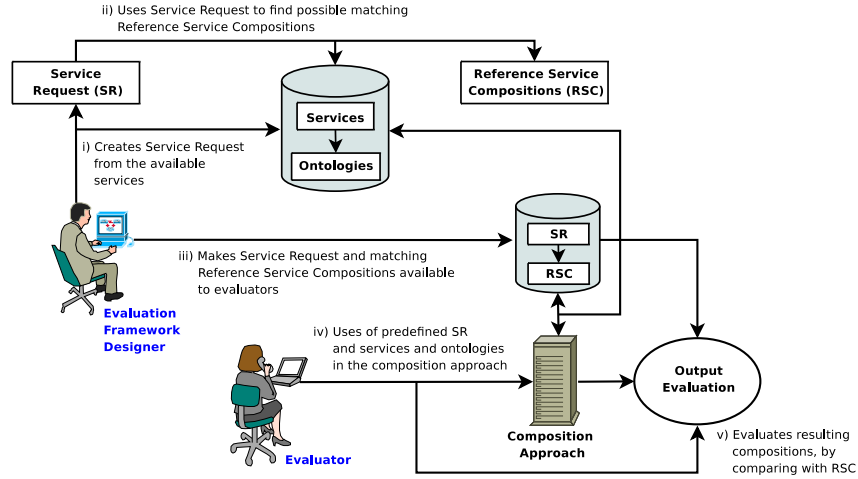 ii) Uses Service Request to find possible matching
Reference Service Compositions
Service
Request (SR)
Reference Service
Compositions (RSC)
Services
Ontologies
i) Creates Service Request
from the available
services
SR
RSC
iii) Makes Service Request and matching
Reference Service Compositions available
to evaluators
Evaluation
Framework
Designer
iv) Uses of predefined SR
and services and ontologies
in the composition approach
Output
Evaluation
Composition
Approach
Evaluator
v) Evaluates resulting
compositions, by
comparing with RSC